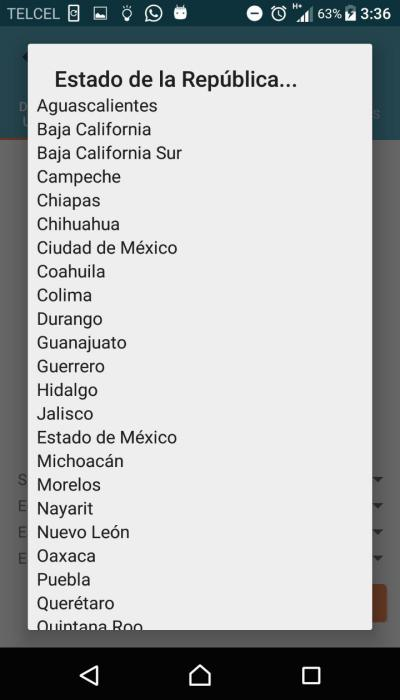 TELCEL H+ 63% 3:36
Estado de la República...
Aguascalientes
Baja California
Baja California Sur
Campeche
Chiapas
Chihuahua
Ciudad de México
Coahuila
Colima
Durango
Guanajuato
Guerrero
Hidalgo
Jalisco
Estado de México
Michoacán
Morelos
Nayarit
Nuevo León
Oaxaca
Puebla
Querétaro
Quintana Roo